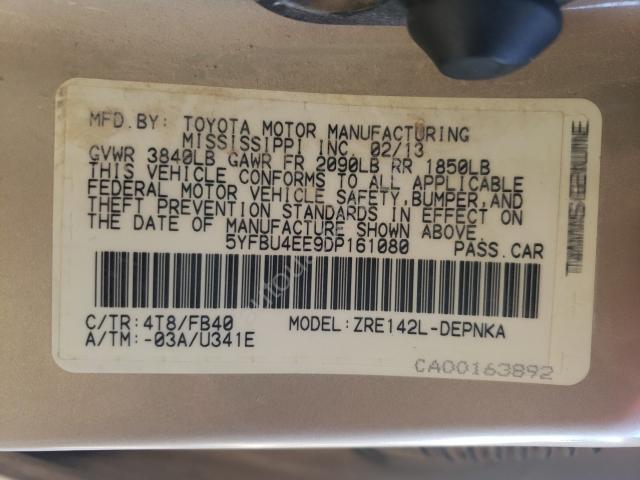 MFD.BY: TOYOTA MOTOR MANUFACTURING
MISSISSIPPI INC. 02/13
GVWR 3840LB GAWR FR 2090LB RR 1850LB
THIS VEHICLE CONFORMS TO ALL APPLICABLE
FEDERAL MOTOR VEHICLE SAFETY,BUMPER,AND
THEFT PREVENTION STANDARDS IN EFFECT ON
THE DATE OF MANUFACTURE SHOWN ABOVE.
5YFBU4EE9DP161080 PASS.CAR
C/TR:4T8/FB40 MODEL:ZRE142L-DEPNKA
A/TM:-03A/U341E
CA00163892